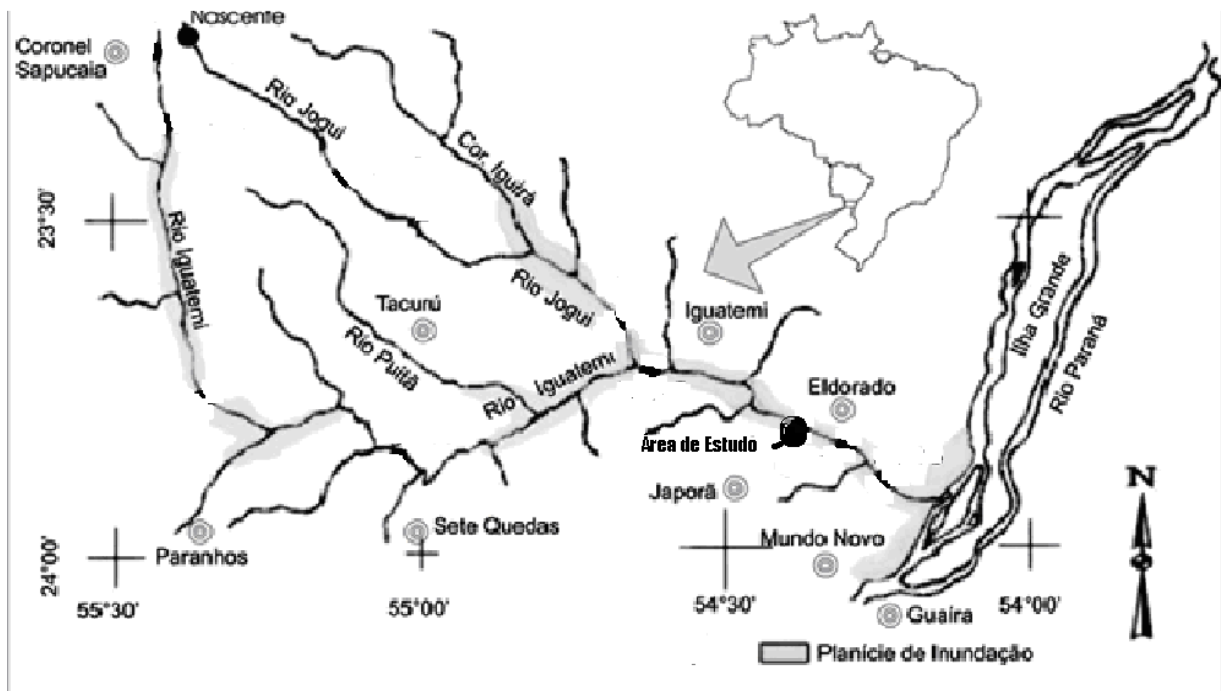 Nascente
Coronel
Sapucaia
Rio Jogui
Cor. Iguirá
23°30'
Rio Iguatemi
Tacurú
Rio Jogui
Iguatemi
Ilha Grande
Rio Paraná
Rio Puitã
Rio Iguatemi
Eldorado
Área de Estudo
Japorã
N
Sete Quedas
Mundo Novo
Paranhos
24°00'
55°30'
55°00'
54°30'
54°00'
Guaíra
Planície de Inundação